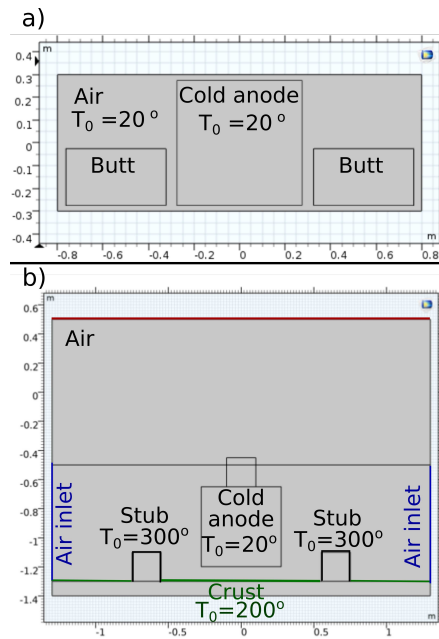 a)
m
0.4
0.3
0.2
0.1
0
-0.1
-0.2
-0.3
-0.4
Air
T₀ =20 º
Cold anode
T₀ =20 º
Butt
Butt
m
-0.8 -0.6 -0.4 -0.2 0 0.2 0.4 0.6 0.8
b)
m
0.6
0.4
0.2
0
-0.2
-0.4
-0.6
-0.8
-1
-1.2
-1.4
Air
Air inlet
Stub
T₀=300º
Cold
anode
T₀=20º
Stub
T₀=300º
Air inlet
Crust
T₀=200º
m
-1 -0.5 0 0.5 1